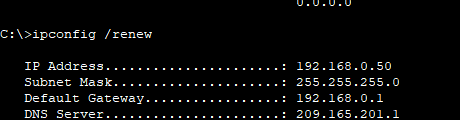 0.0.0.0
C:\>ipconfig /renew
IP Address......................: 192.168.0.50
Subnet Mask.....................: 255.255.255.0
Default Gateway.................: 192.168.0.1
DNS Server......................: 209.165.201.1